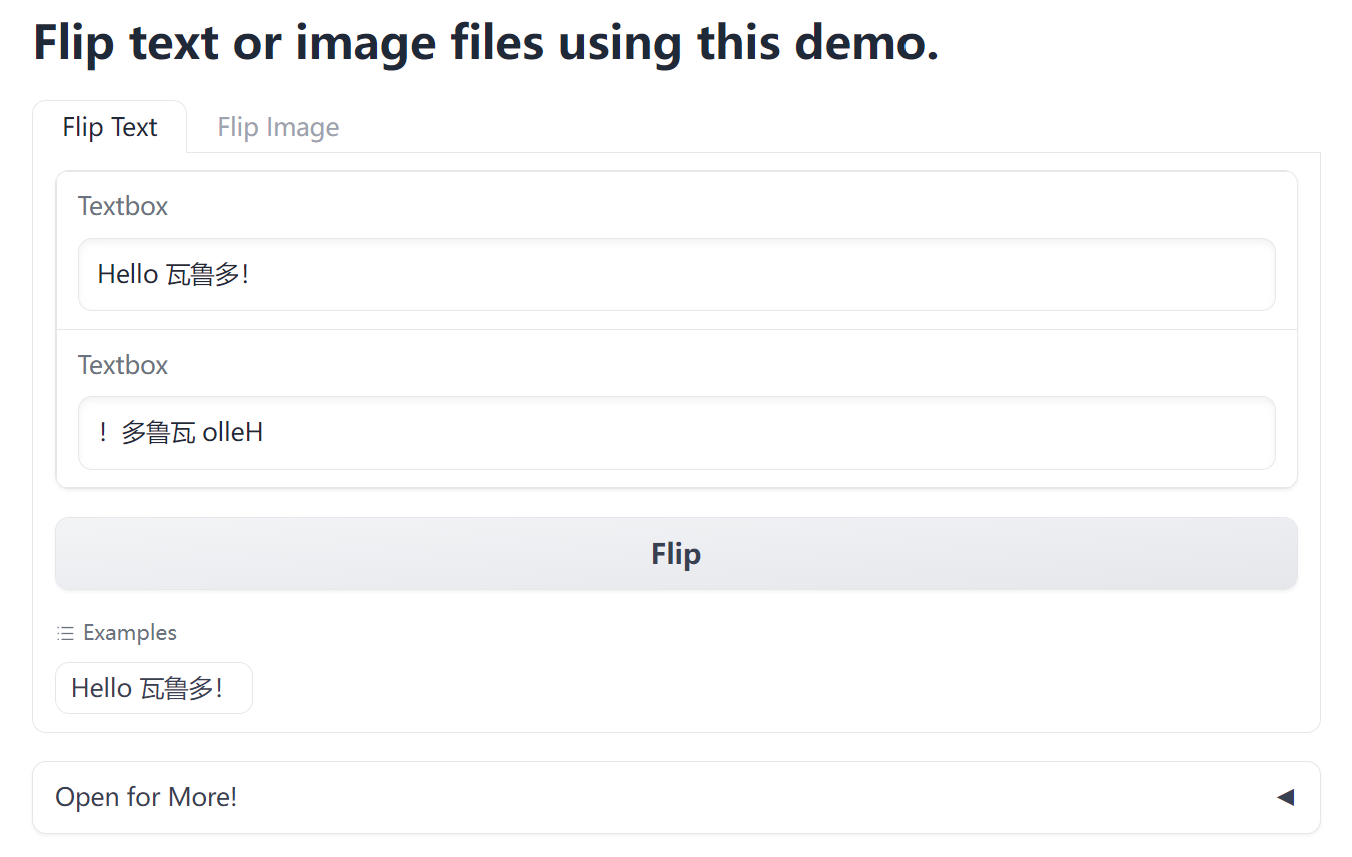 Flip text or image files using this demo.
Flip Text
Flip Image
Textbox
Hello 瓦鲁多！
Textbox
！多鲁瓦 olleH
Flip
Examples
Hello 瓦鲁多！
Open for More!